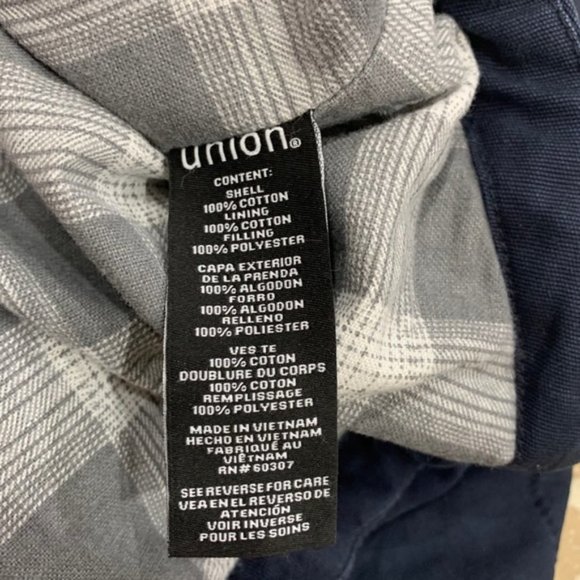 union®
CONTENT:
SHELL
100% COTTON
LINING
100% COTTON
FILLING
100% POLYESTER
CAPA EXTERIOR
DE LA PRENDA
100% ALGODON
FORRO
100% ALGODON
RELLENO
100% POLIESTER
VES TE
100% COTON
DOUBLURE DU CORPS
100% COTON
REMPLISSAGE
100% POLYESTER
MADE IN VIETNAM
HECHO EN VIETNAM
FABRIQUÉ AU
VIÊTNAM
RN# 60307
SEE REVERSE FOR CARE
VEA EN EL REVERSO DE
ATENCIÓN
VOIR INVERSE
POUR LES SOINS